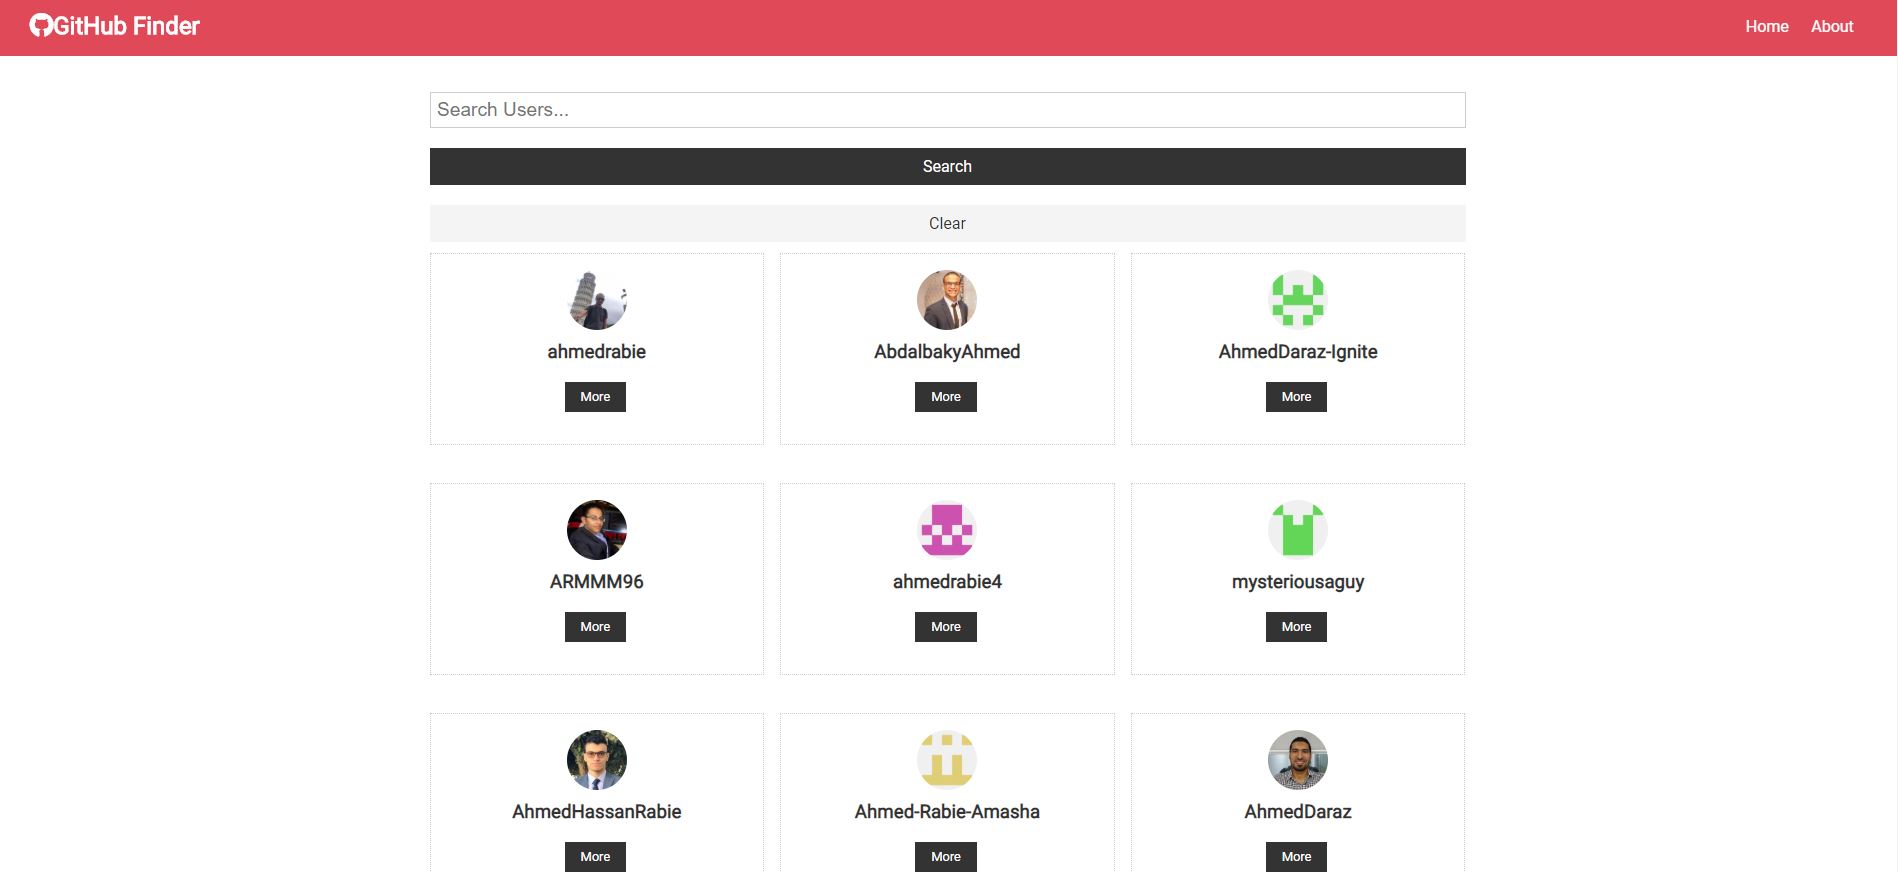 GitHub Finder
Home About
Search Users...
Search
Clear
ahmedrabie
More
AbdalbakyAhmed
More
AhmedDaraz-Ignite
More
ARMMM96
More
ahmedrabie4
More
mysteriousaguy
More
AhmedHassanRabie
More
Ahmed-Rabie-Amasha
More
AhmedDaraz
More